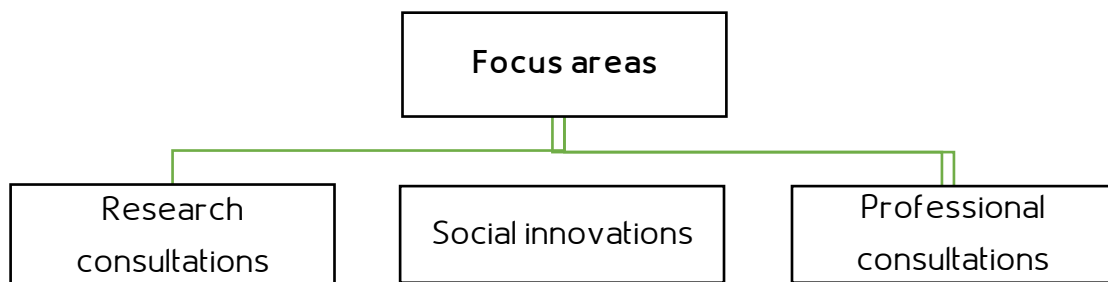 Focus areas
Research
consultations
Social innovations
Professional
consultations